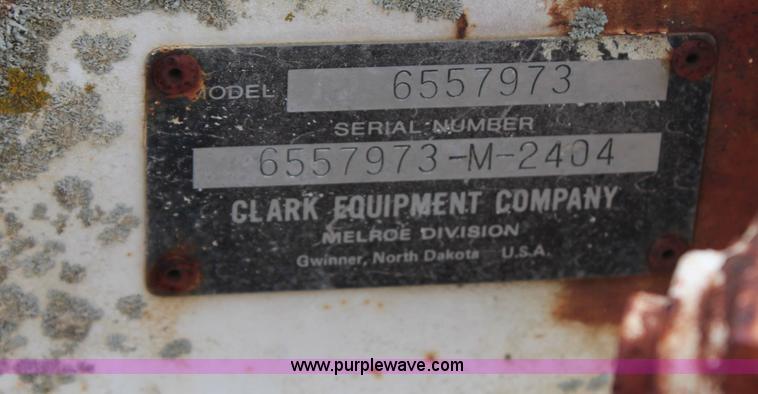 MODEL 6557973
SERIAL NUMBER
6557973-M-2404
CLARK EQUIPMENT COMPANY
MELROE DIVISION
Gwinner, North Dakota U.S.A.
www.purplewave.com